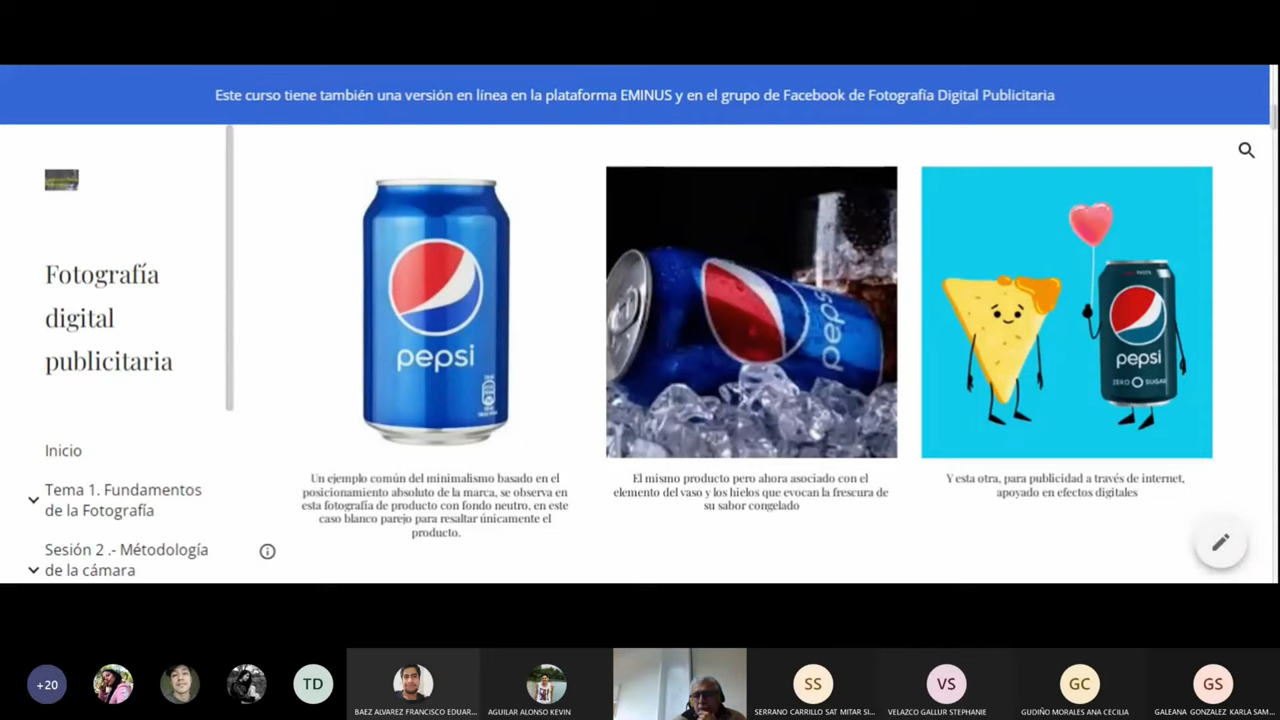 Este curso tiene también una versión en línea en la plataforma EMINUS y en el grupo de Facebook de Fotografía Digital Publicitaria
Fotografía
digital
publicitaria
Inicio
Tema 1. Fundamentos
de la Fotografía
Sesión 2 .- Métodología
de la cámara
pepsi
Un ejemplo común del minimalismo basado en el
posicionamiento absoluto de la marca, se observa en
esta fotografía de producto con fondo neutro, en este
caso blanco parejo para resaltar únicamente el
producto.
pepsi
El mismo producto pero ahora asociado con el
elemento del vaso y los hielos que evocan la frescura de
su sabor congelado
pepsi
ZERO SUGAR
Y esta otra, para publicidad a través de internet,
apoyado en efectos digitales
+20
TD
BAEZ ALVAREZ FRANCISCO EDUAR...
AGUILAR ALONSO KEVIN
SS
SERRANO CARRILLO SAT MITAR SI...
VS
VELAZCO GALLUR STEPHANIE
GC
GUDIÑO MORALES ANA CECILIA
GS
GALEANA GONZALEZ KARLA SAM...